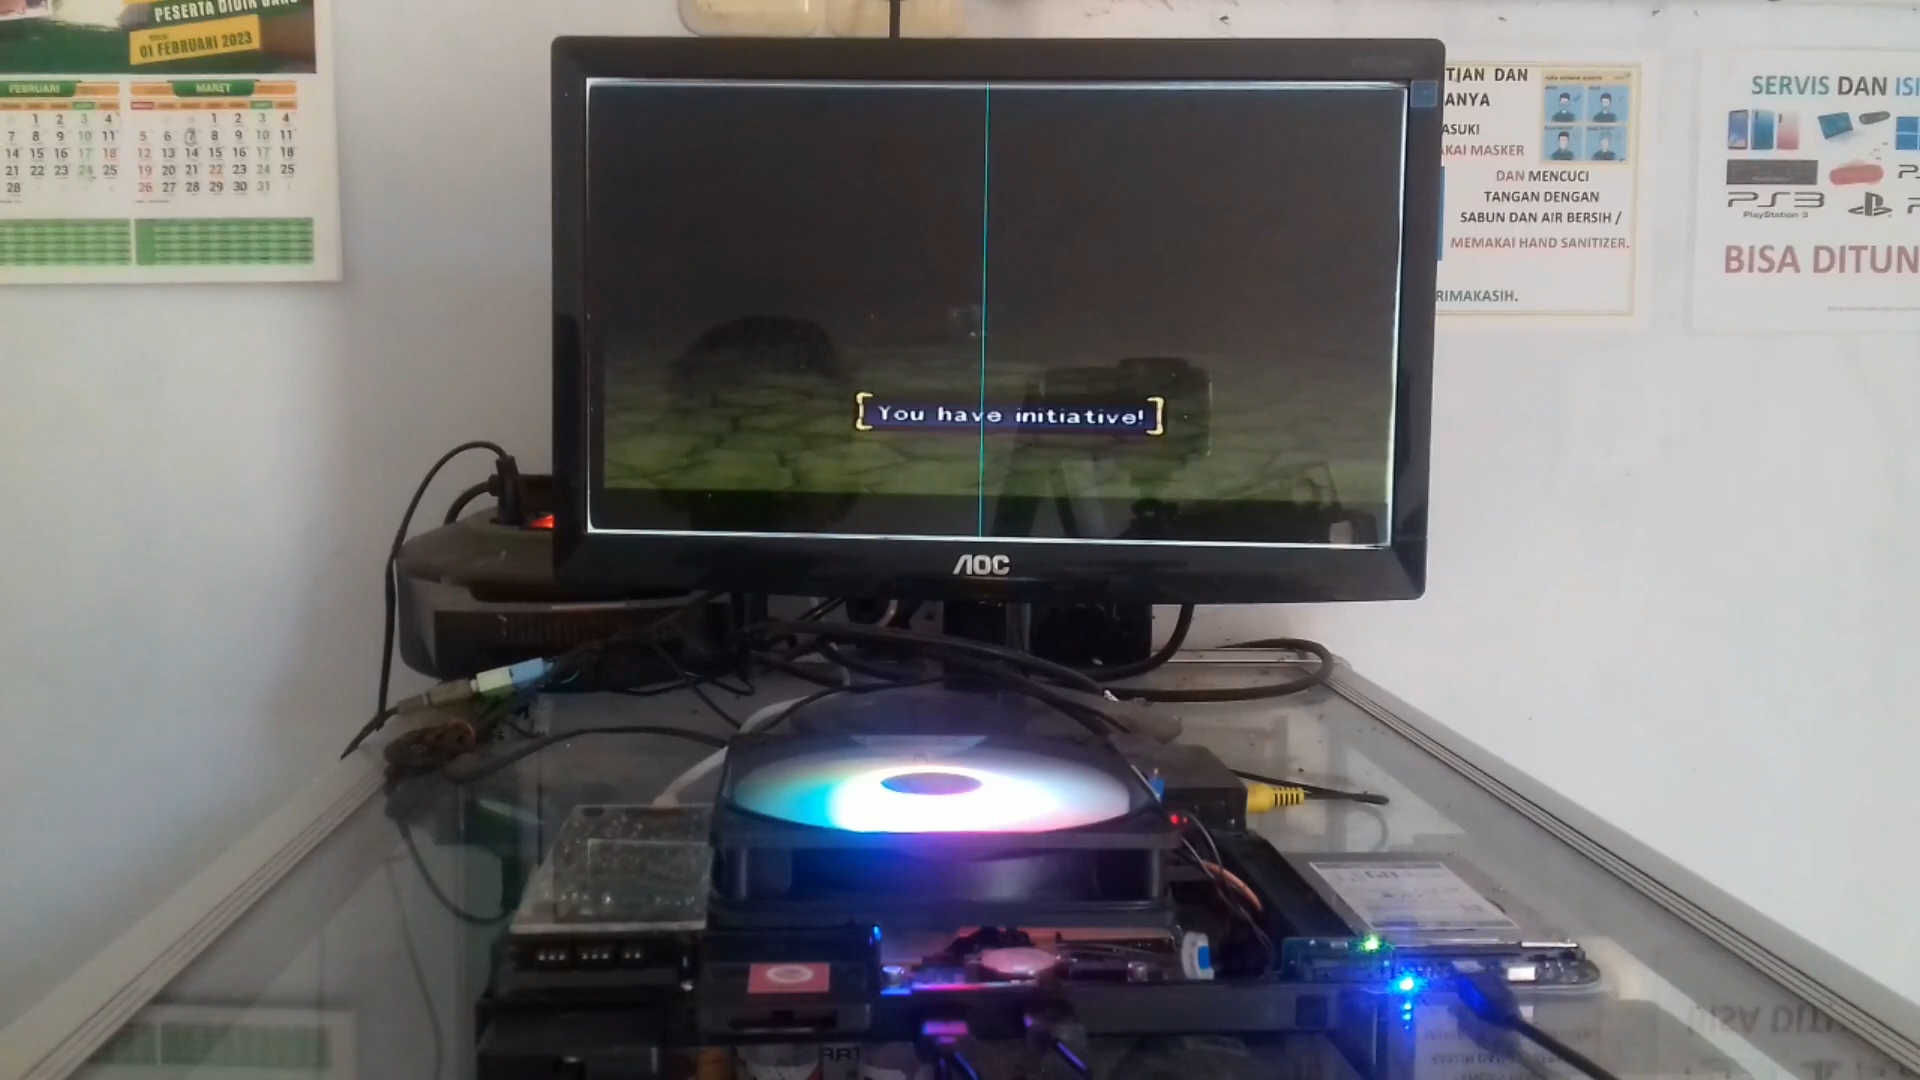 PESERTA DIDIK BARU
01 FEBRUARI 2023
FEBRUARI
MARET
1 2 3 4
7 8 9 10 11
14 15 16 17 18
21 22 23 24 25
28
1 2 3 4
5 6 7 8 9 10 11
12 13 14 15 16 17 18
19 20 21 22 23 24 25
26 27 28 29 30 31
You have initiative!
AOC
TIAN DAN
ANYA
ASUKI
AKAI MASKER
DAN MENCUCI
TANGAN DENGAN
SABUN DAN AIR BERSIH /
MEMAKAI HAND SANITIZER.
RIMAKASIH.
SERVIS DAN ISI
PS3
PlayStation 3
BISA DITUN